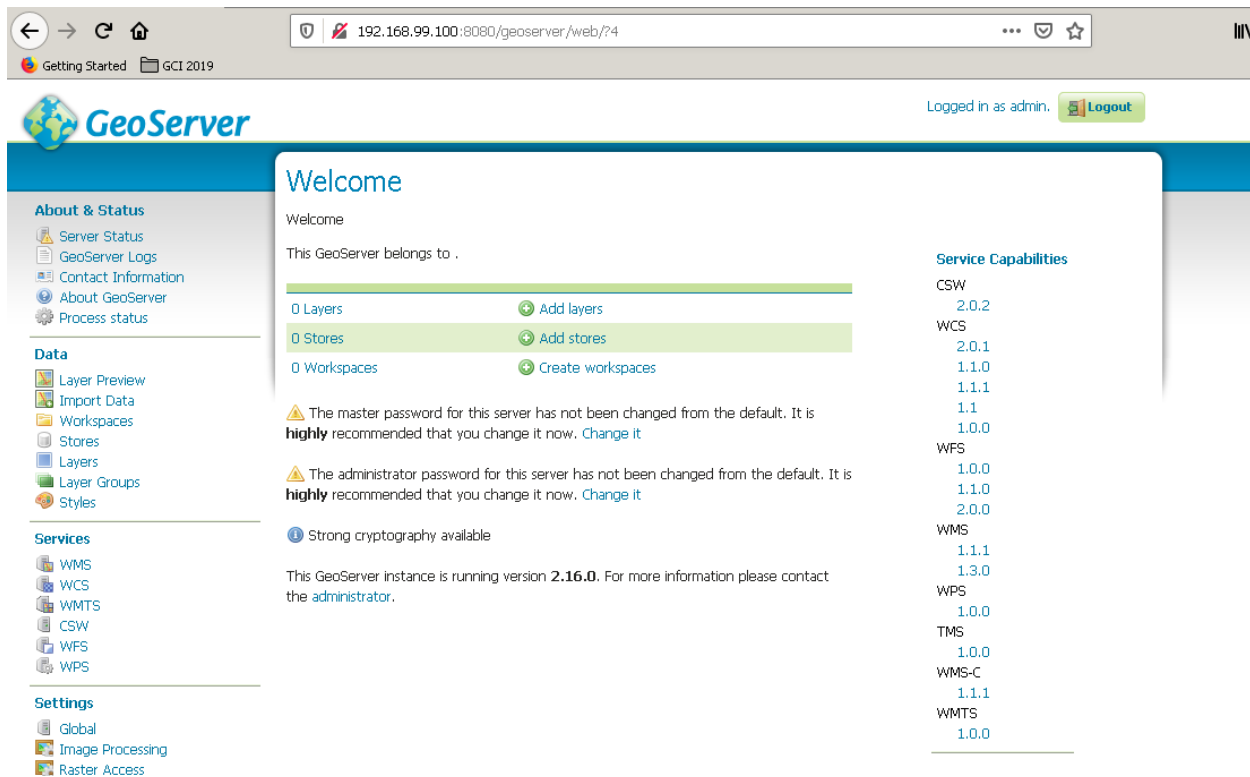 192.168.99.100:8080/geoserver/web/?4
Getting Started GCI 2019
GeoServer
Logged in as admin. Logout
Welcome
About & Status
Server Status
GeoServer Logs
Contact Information
About GeoServer
Process status
Data
Layer Preview
Import Data
Workspaces
Stores
Layers
Layer Groups
Styles
Services
WMS
WCS
WMTS
CSW
WFS
WPS
Settings
Global
Image Processing
Raster Access
Welcome
This GeoServer belongs to .
0 Layers Add layers
0 Stores Add stores
0 Workspaces Create workspaces
The master password for this server has not been changed from the default. It is
highly recommended that you change it now. Change it
The administrator password for this server has not been changed from the default. It is
highly recommended that you change it now. Change it
Strong cryptography available
This GeoServer instance is running version 2.16.0. For more information please contact
the administrator.
Service Capabilities
CSW
2.0.2
WCS
2.0.1
1.1.0
1.1.1
1.1
1.0.0
WFS
1.0.0
1.1.0
2.0.0
WMS
1.1.1
1.3.0
WPS
1.0.0
TMS
1.0.0
WMS-C
1.1.1
WMTS
1.0.0